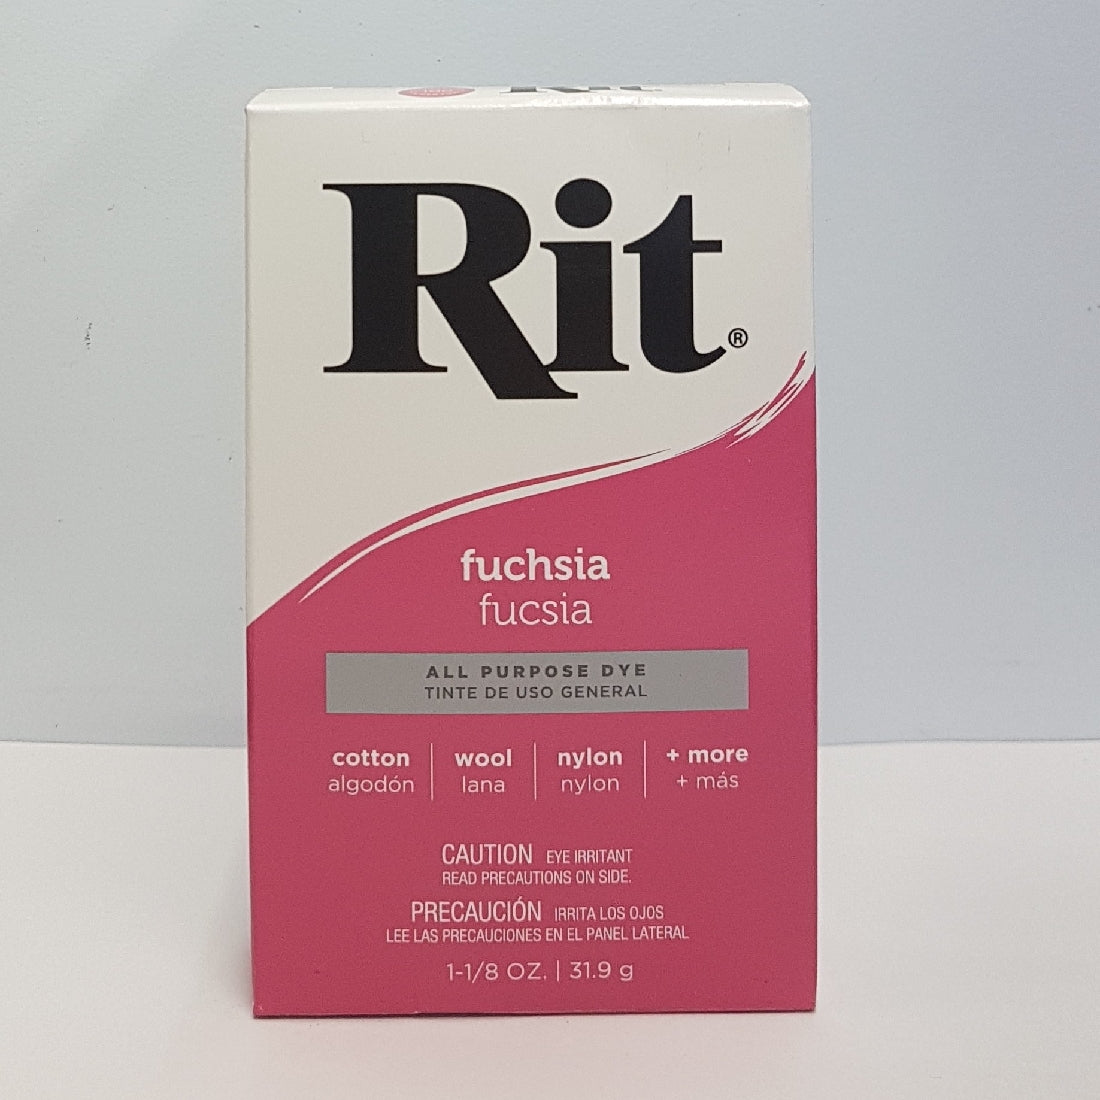 Rit®
fuchsia
fucsia
ALL PURPOSE DYE
TINTE DE USO GENERAL
cotton | wool | nylon | + more
algodón | lana | nylon | + más
CAUTION EYE IRRITANT
READ PRECAUTIONS ON SIDE.
PRECAUCIÓN IRRITA LOS OJOS
LEE LAS PRECAUCIONES EN EL PANEL LATERAL
1-1/8 OZ. | 31.9 g